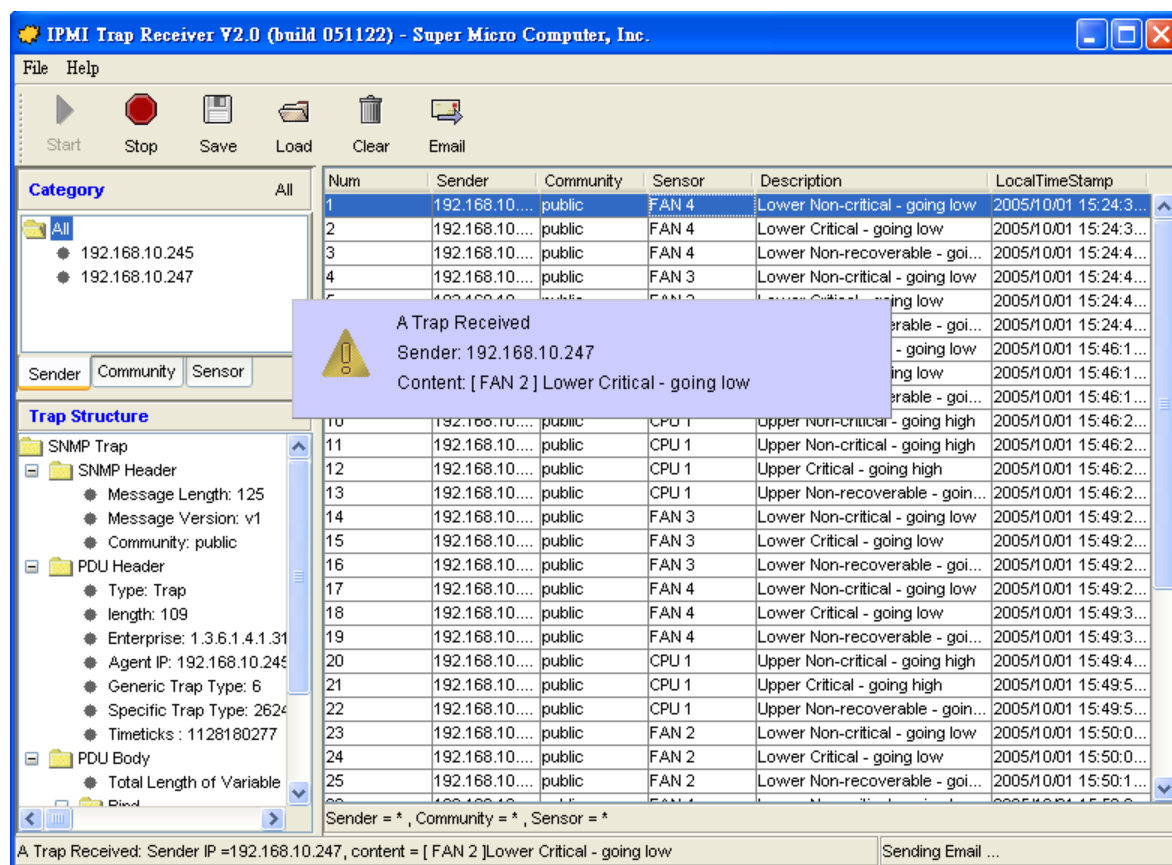 IPMI Trap Receiver V2.0 (build 051122) - Super Micro Computer, Inc.
File Help
Start Stop Save Load Clear Email
Category All
All
192.168.10.245
192.168.10.247
Sender Community Sensor
Trap Structure
SNMP Trap
SNMP Header
Message Length: 125
Message Version: v1
Community: public
PDU Header
Type: Trap
length: 109
Enterprise: 1.3.6.1.4.1.31
Agent IP: 192.168.10.245
Generic Trap Type: 6
Specific Trap Type: 2624
Timeticks : 1128180277
PDU Body
Total Length of Variable
Bind
Num Sender Community Sensor Description LocalTimeStamp
1 192.168.10.... public FAN 4 Lower Non-critical - going low 2005/10/01 15:24:3...
2 192.168.10.... public FAN 4 Lower Critical - going low 2005/10/01 15:24:3...
3 192.168.10.... public FAN 4 Lower Non-recoverable - goi... 2005/10/01 15:24:4...
4 192.168.10.... public FAN 3 Lower Non-critical - going low 2005/10/01 15:24:4...
going low 2005/10/01 15:24:4...
erable - goi... 2005/10/01 15:24:4...
- going low 2005/10/01 15:46:1...
ing low 2005/10/01 15:46:1...
erable - goi... 2005/10/01 15:46:1...
A Trap Received
Sender: 192.168.10.247
Content: [ FAN 2 ] Lower Critical - going low
10 192.168.10.... public CPU 1 Upper Non-critical - going high 2005/10/01 15:46:2...
11 192.168.10.... public CPU 1 Upper Non-critical - going high 2005/10/01 15:46:2...
12 192.168.10.... public CPU 1 Upper Critical - going high 2005/10/01 15:46:2...
13 192.168.10.... public CPU 1 Upper Non-recoverable - goin... 2005/10/01 15:46:2...
14 192.168.10.... public FAN 3 Lower Non-critical - going low 2005/10/01 15:49:2...
15 192.168.10.... public FAN 3 Lower Critical - going low 2005/10/01 15:49:2...
16 192.168.10.... public FAN 3 Lower Non-recoverable - goi... 2005/10/01 15:49:2...
17 192.168.10.... public FAN 4 Lower Non-critical - going low 2005/10/01 15:49:2...
18 192.168.10.... public FAN 4 Lower Critical - going low 2005/10/01 15:49:3...
19 192.168.10.... public FAN 4 Lower Non-recoverable - goi... 2005/10/01 15:49:3...
20 192.168.10.... public CPU 1 Upper Non-critical - going high 2005/10/01 15:49:4...
21 192.168.10.... public CPU 1 Upper Critical - going high 2005/10/01 15:49:5...
22 192.168.10.... public CPU 1 Upper Non-recoverable - goin... 2005/10/01 15:49:5...
23 192.168.10.... public FAN 2 Lower Non-critical - going low 2005/10/01 15:50:0...
24 192.168.10.... public FAN 2 Lower Critical - going low 2005/10/01 15:50:0...
25 192.168.10.... public FAN 2 Lower Non-recoverable - goi... 2005/10/01 15:50:1...
Sender = * , Community = * , Sensor = *
A Trap Received: Sender IP =192.168.10.247, content = [ FAN 2 ]Lower Critical - going low
Sending Email ...